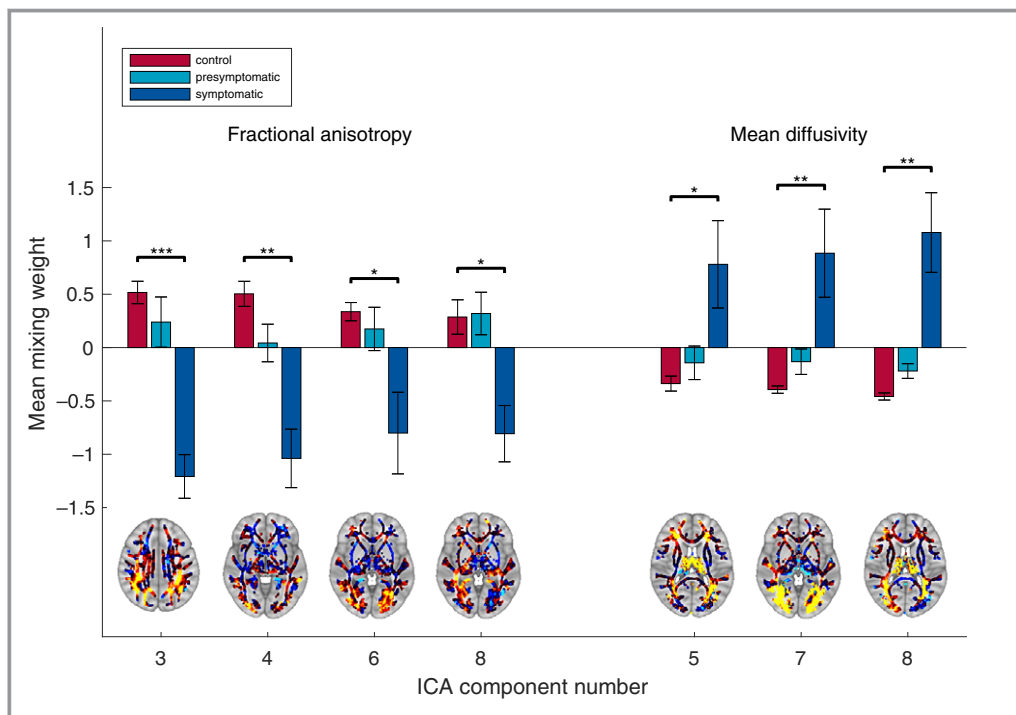 control
presymptomatic
symptomatic
Fractional anisotropy
Mean diffusivity
Mean mixing weight
1.5
1
0.5
0
−0.5
−1
−1.5
***
**
*
*
*
**
**
3 4 6 8 5 7 8
ICA component number